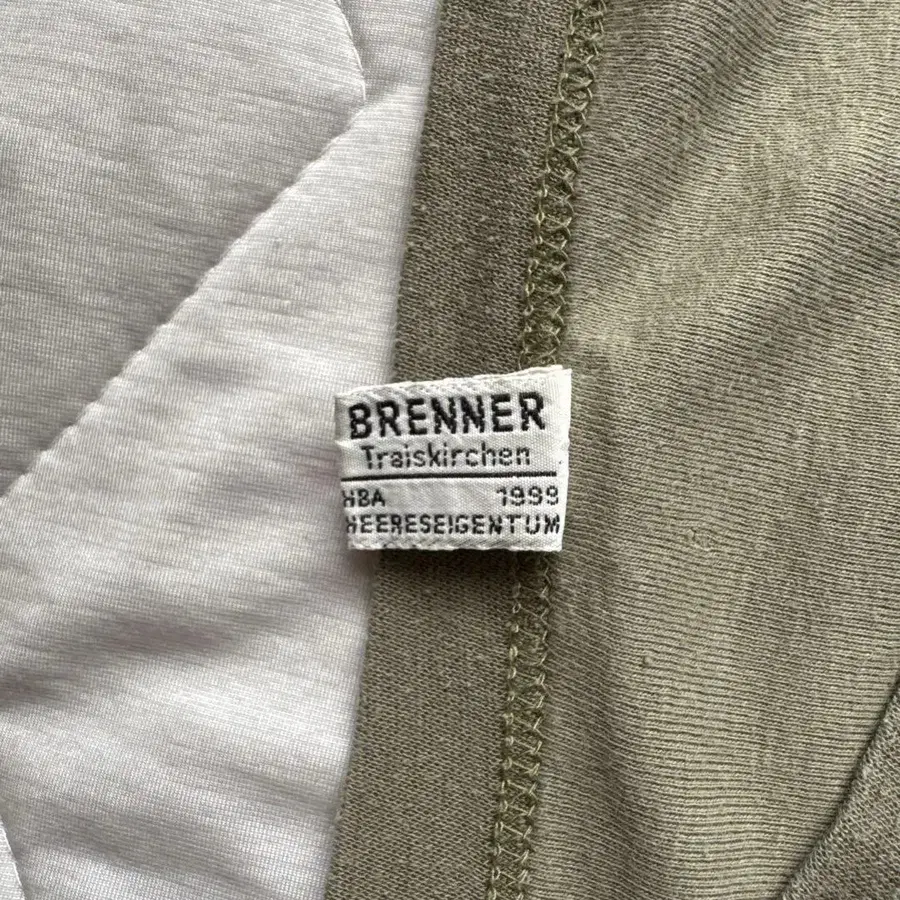 BRENNER
Traiskirchen
HBA 1999
HEERESEIGENTUM